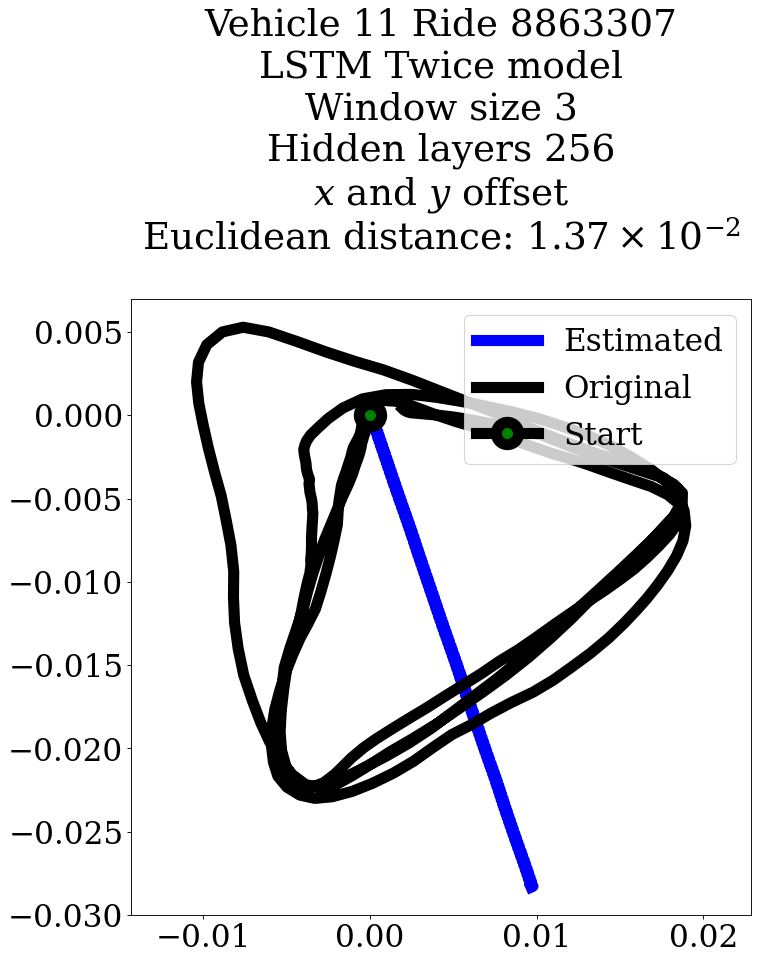 Vehicle 11 Ride 8863307
LSTM Twice model
Window size 3
Hidden layers 256
x and y offset
Euclidean distance: 1.37 × 10⁻²
Estimated
Original
Start
0.005
0.000
−0.005
−0.010
−0.015
−0.020
−0.025
−0.030
−0.01
0.00
0.01
0.02